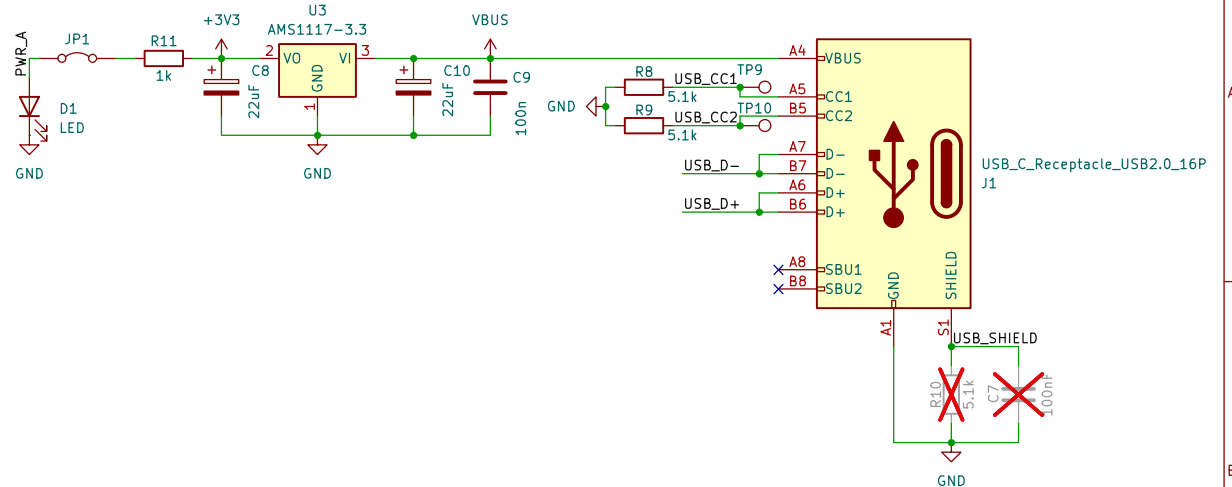 PWR_A
JP1
R11
1k
+3V3
C8
22uF
U3
AMS1117-3.3
2
VO
VI
3
GND
1
GND
C10
22uF
VBUS
C9
100n
D1
LED
GND
GND
R8
5.1k
USB_CC1
TP9
R9
5.1k
USB_CC2
TP10
USB_D-
USB_D+
A4
VBUS
A5
CC1
B5
CC2
A7
D-
B7
D-
A6
D+
B6
D+
A8
SBU1
B8
SBU2
GND
SHIELD
A1
S1
USB_C_Receptacle_USB2.0_16P
J1
USB_SHIELD
R10
5.1k
C7
100nF
GND
A
B